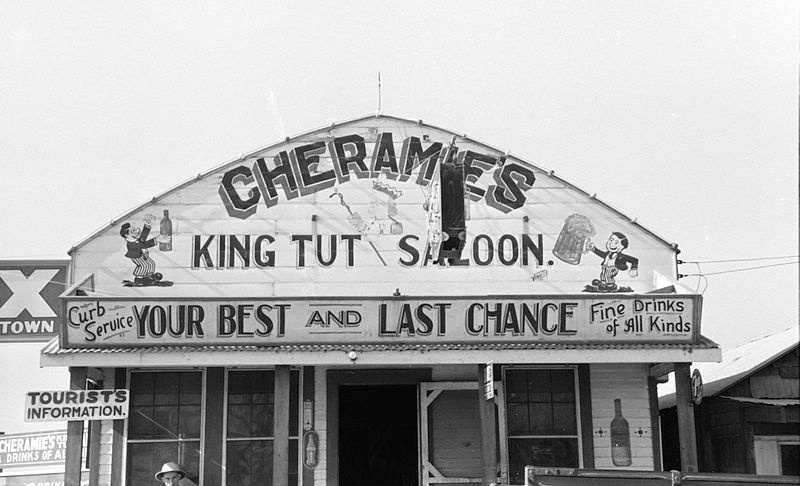 CHERAMIE'S
KING TUT SALOON.
Curb
Service
YOUR BEST AND LAST CHANCE
Fine Drinks
of All Kinds
X
TOWN
TOURISTS
INFORMATION.
CHERAMIE'S
DRINKS OF